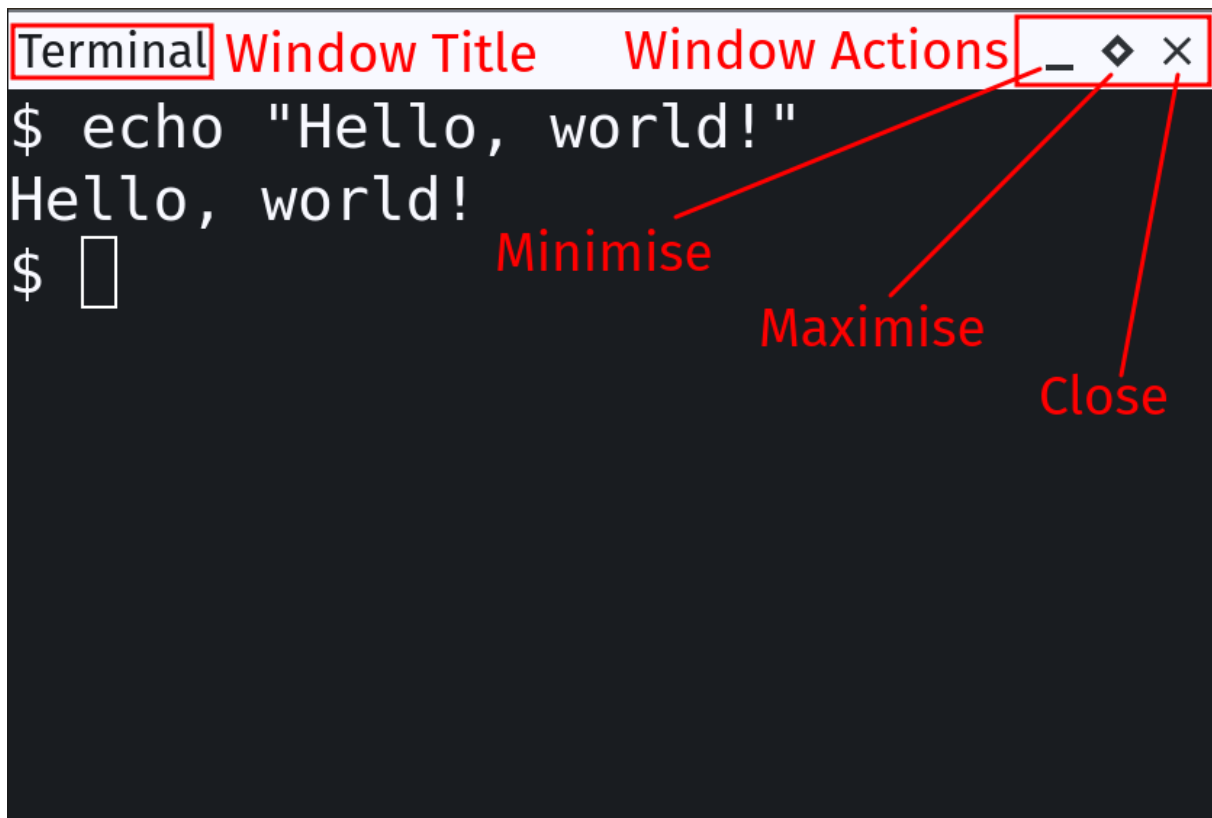 Terminal Window Title Window Actions
$ echo "Hello, world!"
Hello, world!
$
Minimise
Maximise
Close